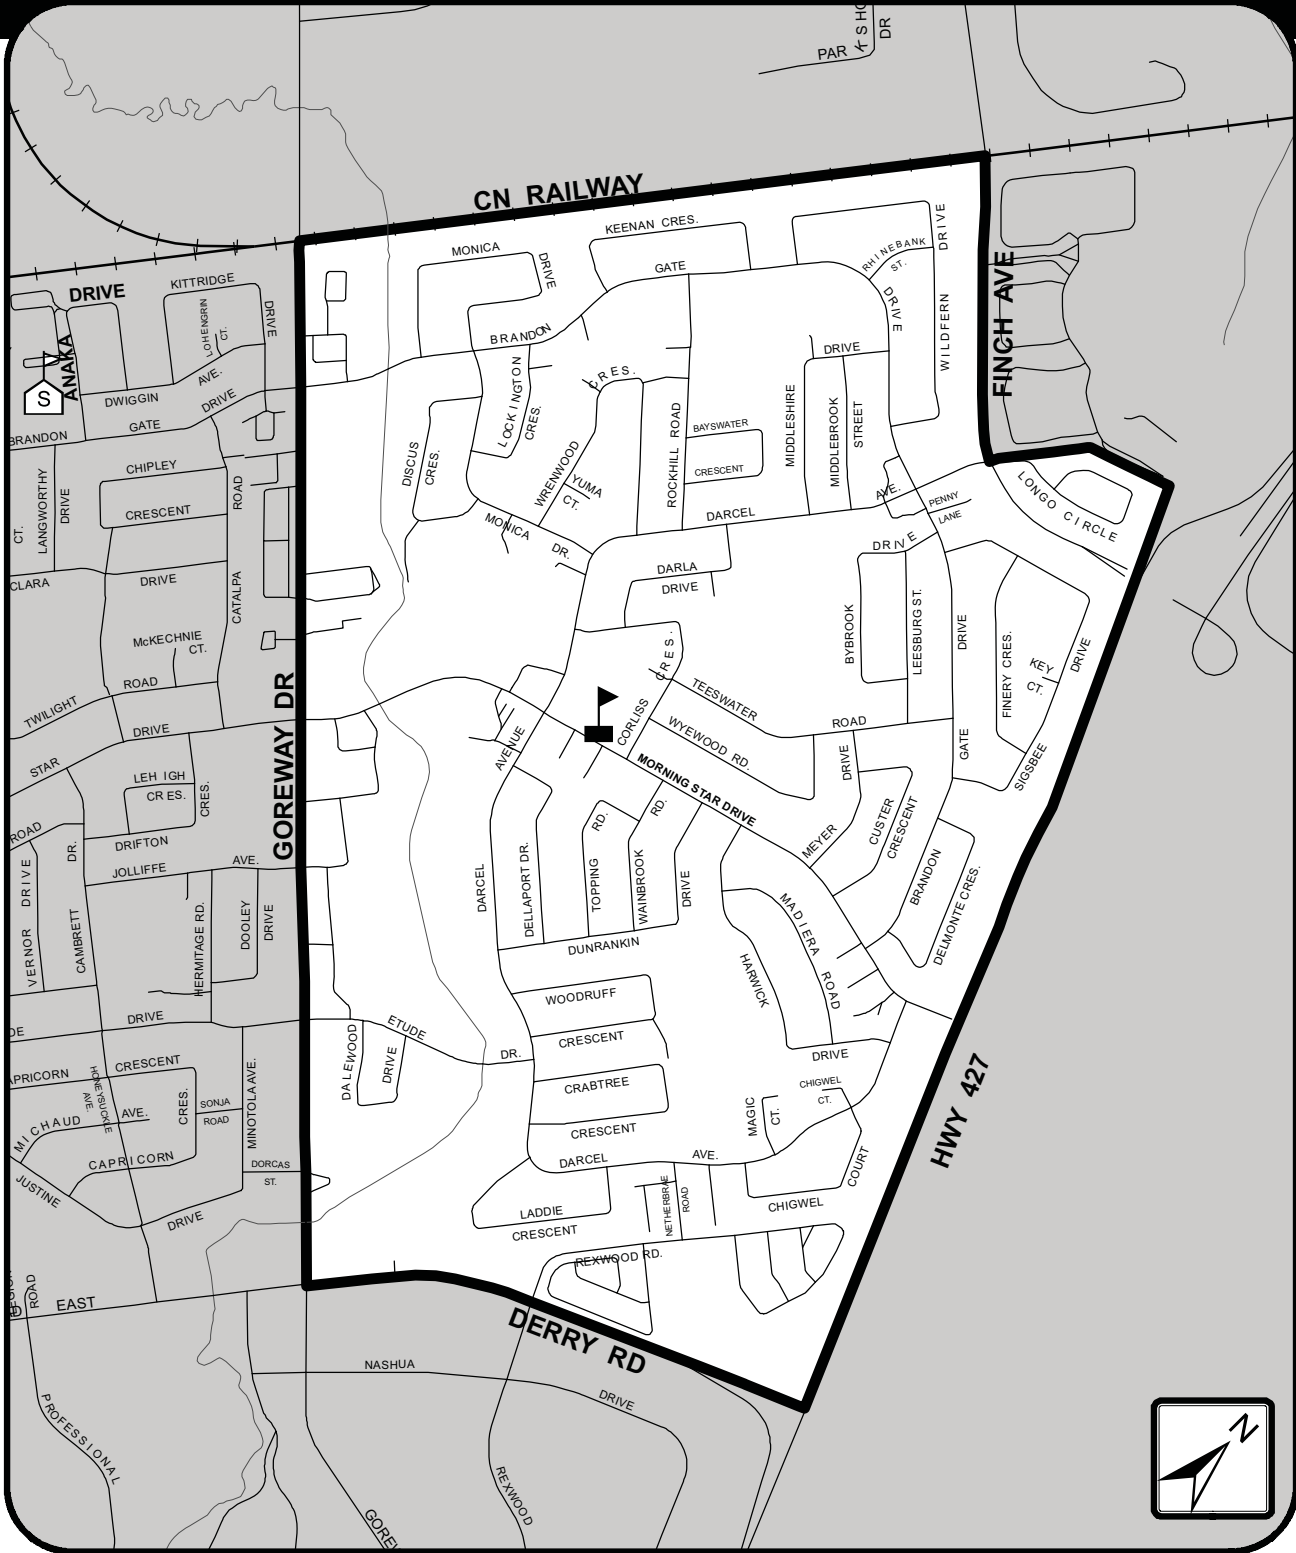 DR
PAR
CN RAILWAY
KEENAN CRES.
MONICA
DRIVE
GATE
RHINEBANK
ST.
DRIVE
DRIVE
WILDFERN
FINCH AVE
BRANDON
KITTRIDGE
DRIVE
DRIVE
LOHENGRIN
CT.
ANAKA
S
AVE.
DWIGGIN
DRIVE
GATE
BRANDON
LOCKINGTON
CRES.
CRES.
DISCUS
CRES.
WRENWOOD
YUMA
CT.
ROCKHILL ROAD
BAYSWATER
CRESCENT
DRIVE
MIDDLESHIRE
MIDDLEBROOK
STREET
AVE.
PENNY
LANE
LONGO CIRCLE
CHIPLEY
CRESCENT
ROAD
LANGWORTHY
DRIVE
CT.
CLARA
DRIVE
CATALPA
McKECHNIE
CT.
ROAD
TWILIGHT
DRIVE
STAR
MONICA
DR.
DARCEL
DARLA
DRIVE
DRIVE
BYBROOK
LEESBURG ST.
DRIVE
FINERY CRES.
KEY
CT.
DRIVE
SIGSBEE
GATE
CRES.
CORLISS
TEESWATER
ROAD
WYEWOOD RD.
MORNING STAR DRIVE
AVENUE
GOREWAY DR
LEHIGH
CRES.
CRES.
DRIFTON
ROAD
DR.
JOLLIFFE
AVE.
VERNOR DRIVE
CAMBRETT
HERMITAGE RD.
DOOLEY
DRIVE
DRIVE
DARCEL
DELLAPORT DR.
TOPPING
RD.
WAINBROOK
RD.
DRIVE
DUNRANKIN
DRIVE
MEYER
CUSTER
CRESCENT
BRANDON
DELMONTE CRES.
MADIERA
ROAD
HARWICK
DRIVE
WOODRUFF
CRESCENT
CRABTREE
CRESCENT
ETUDE
DR.
DALEWOOD
DRIVE
CRESCENT
HONEYSUCKLE
AVE.
MICHAUD
AVE.
CRES.
SONJA
ROAD
MINOTOLA AVE.
CAPRICORN
DORCAS
ST.
JUSTINE
DRIVE
DARCEL
AVE.
MAGIC
CT.
CHIGWEL
CT.
CHIGWEL
COURT
NETHERBRAE
ROAD
LADDIE
CRESCENT
REXWOOD RD.
HWY 427
ROAD
EAST
DERRY RD
NASHUA
DRIVE
PROFESSIONAL
REXWOOD
N